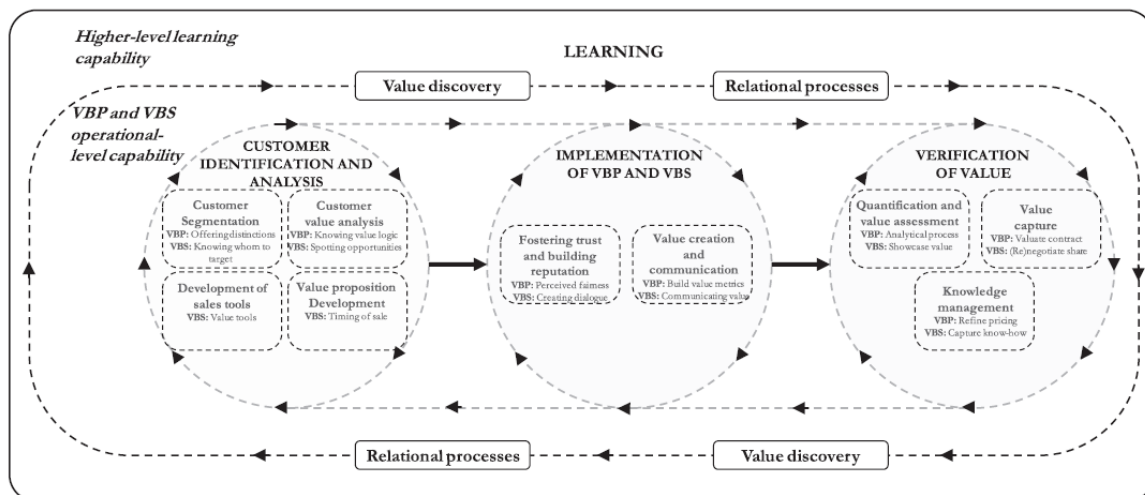 Higher-level learning
capability
LEARNING
Value discovery
Relational processes
VBP and VBS
operational-
level capability
CUSTOMER
IDENTIFICATION AND
ANALYSIS
Customer
Segmentation
VBP: Offering distinctions
VBS: Knowing whom to
target
Customer
value analysis
VBP: Knowing value logic
VBS: Spotting opportunities
Development of
sales tools
VBS: Value tools
Value proposition
Development
VBS: Timing of sale
IMPLEMENTATION
OF VBP AND VBS
Fostering trust
and building
reputation
VBP: Perceived fairness
VBS: Creating dialogue
Value creation
and
communication
VBP: Build value metrics
VBS: Communicating value
VERIFICATION
OF VALUE
Quantification and
value assessment
VBP: Analytical process
VBS: Showcase value
Value
capture
VBP: Valuate contract
VBS: (Re)negotiate share
Knowledge
management
VBP: Refine pricing
VBS: Capture know-how
Relational processes
Value discovery